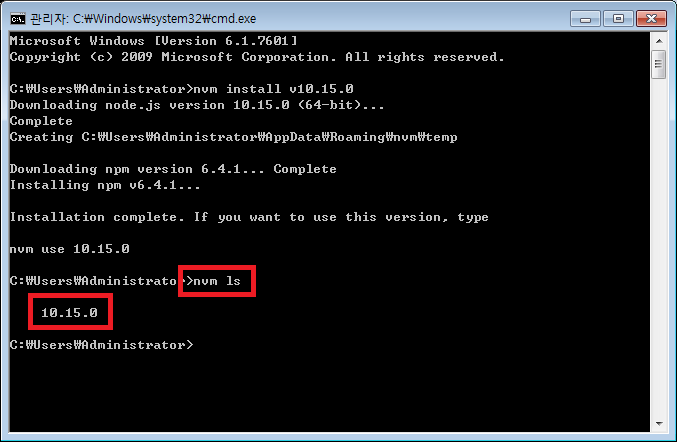 관리자: C:₩Windows₩system32₩cmd.exe
Microsoft Windows [Version 6.1.7601]
Copyright (c) 2009 Microsoft Corporation. All rights reserved.
C:₩Users₩Administrator>nvm install v10.15.0
Downloading node.js version 10.15.0 (64-bit)...
Complete
Creating C:₩Users₩Administrator₩AppData₩Roaming₩nvm₩temp
Downloading npm version 6.4.1... Complete
Installing npm v6.4.1...
Installation complete. If you want to use this version, type
nvm use 10.15.0
C:₩Users₩Administrator>nvm ls
10.15.0
C:₩Users₩Administrator>